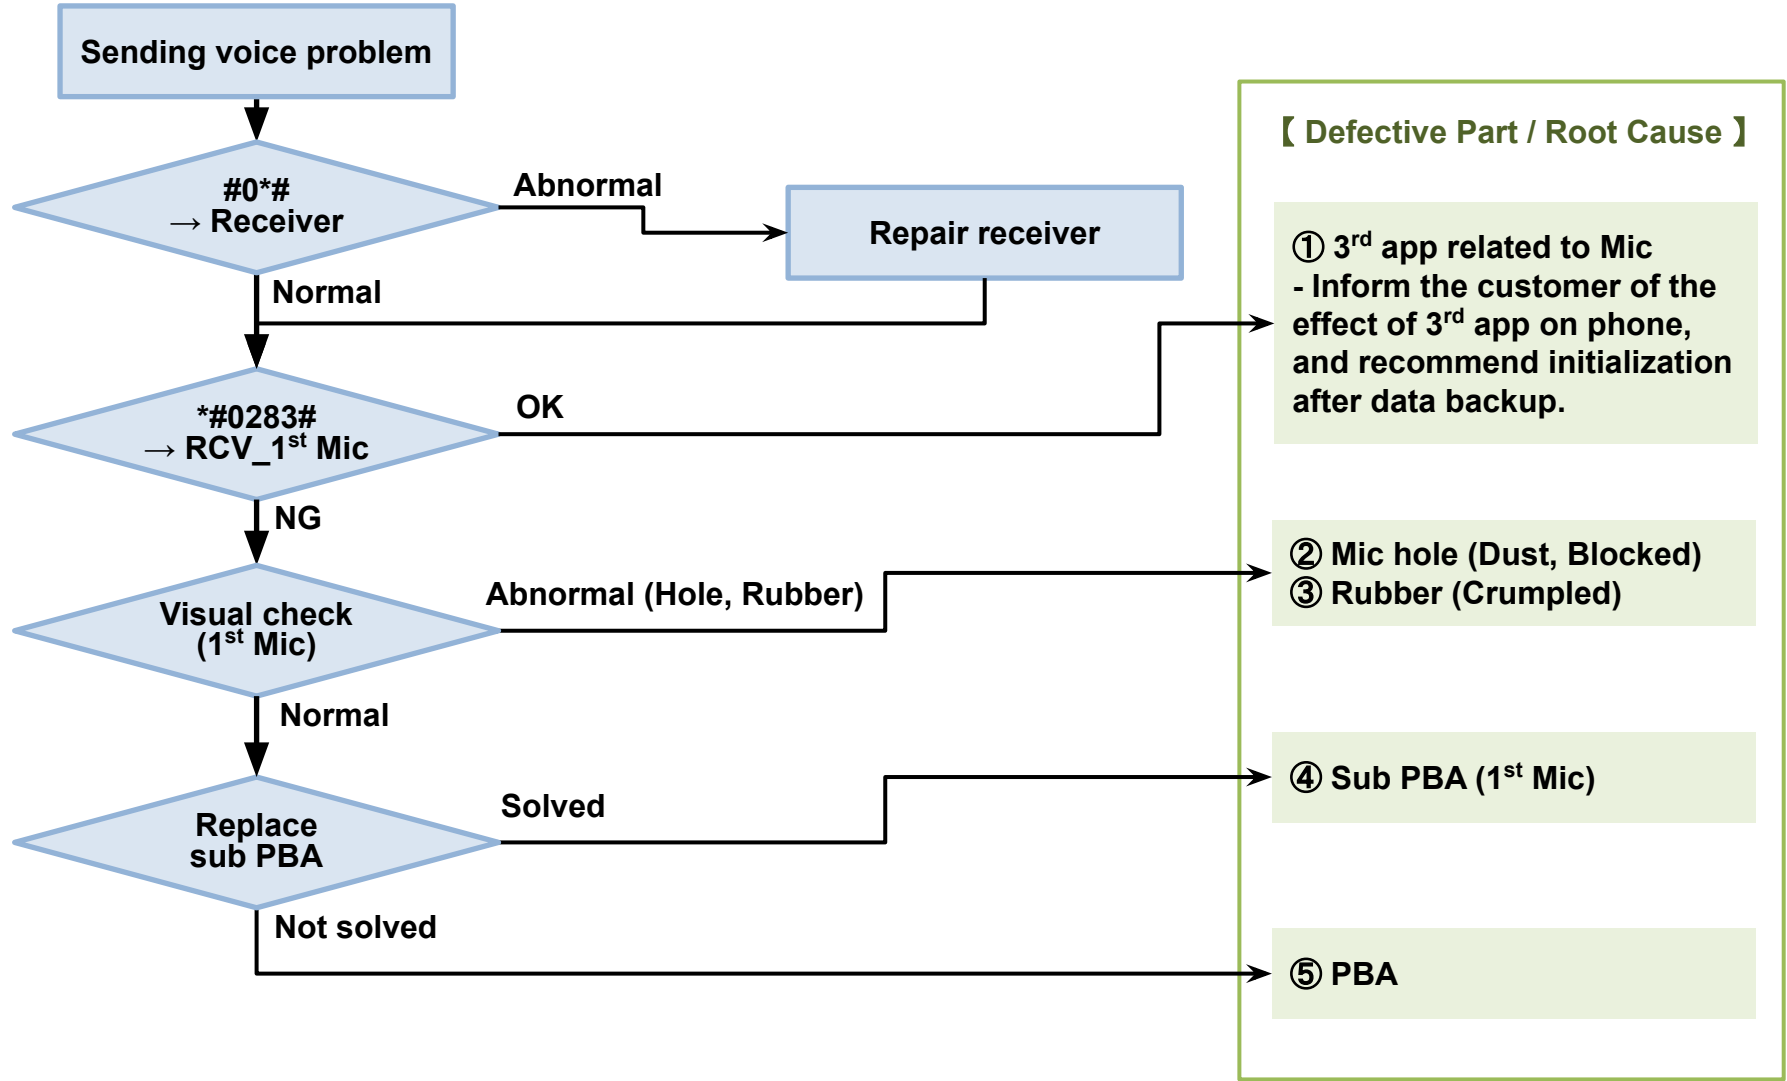 Sending voice problem
#0*#
→ Receiver
Abnormal
Repair receiver
Normal
*#0283#
→ RCV_1st Mic
OK
NG
Visual check
(1st Mic)
Abnormal (Hole, Rubber)
Normal
Replace
sub PBA
Solved
Not solved
【 Defective Part / Root Cause 】
① 3rd app related to Mic
- Inform the customer of the
effect of 3rd app on phone,
and recommend initialization
after data backup.
② Mic hole (Dust, Blocked)
③ Rubber (Crumpled)
④ Sub PBA (1st Mic)
⑤ PBA